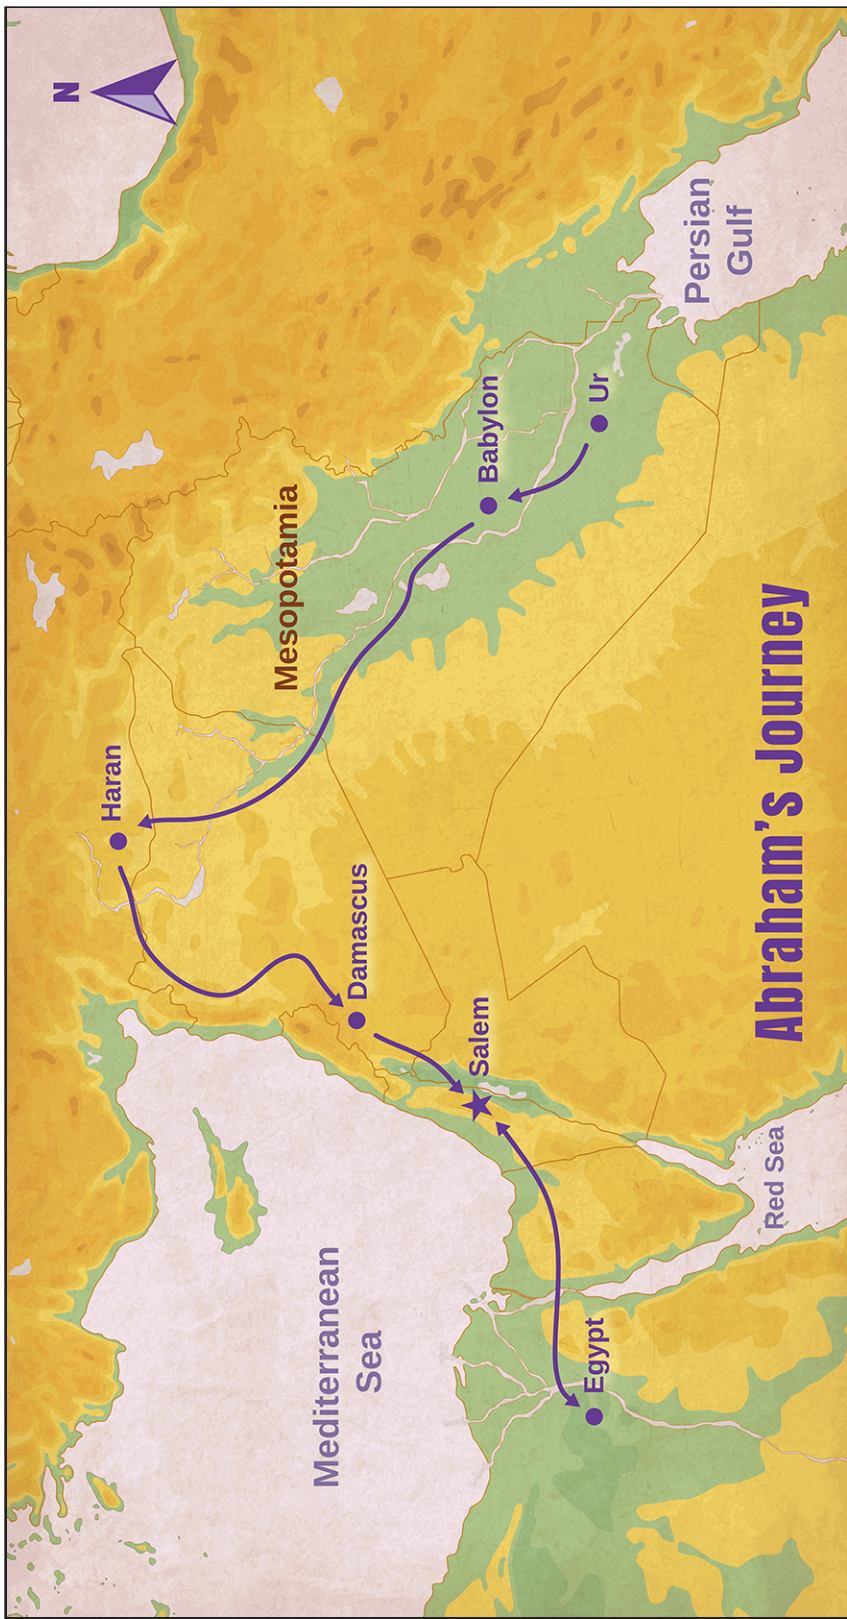 N
Haran
Mesopotamia
Babylon
Ur
Persian
Gulf
Damascus
Salem
Mediterranean
Sea
Egypt
Red Sea
Abraham's Journey